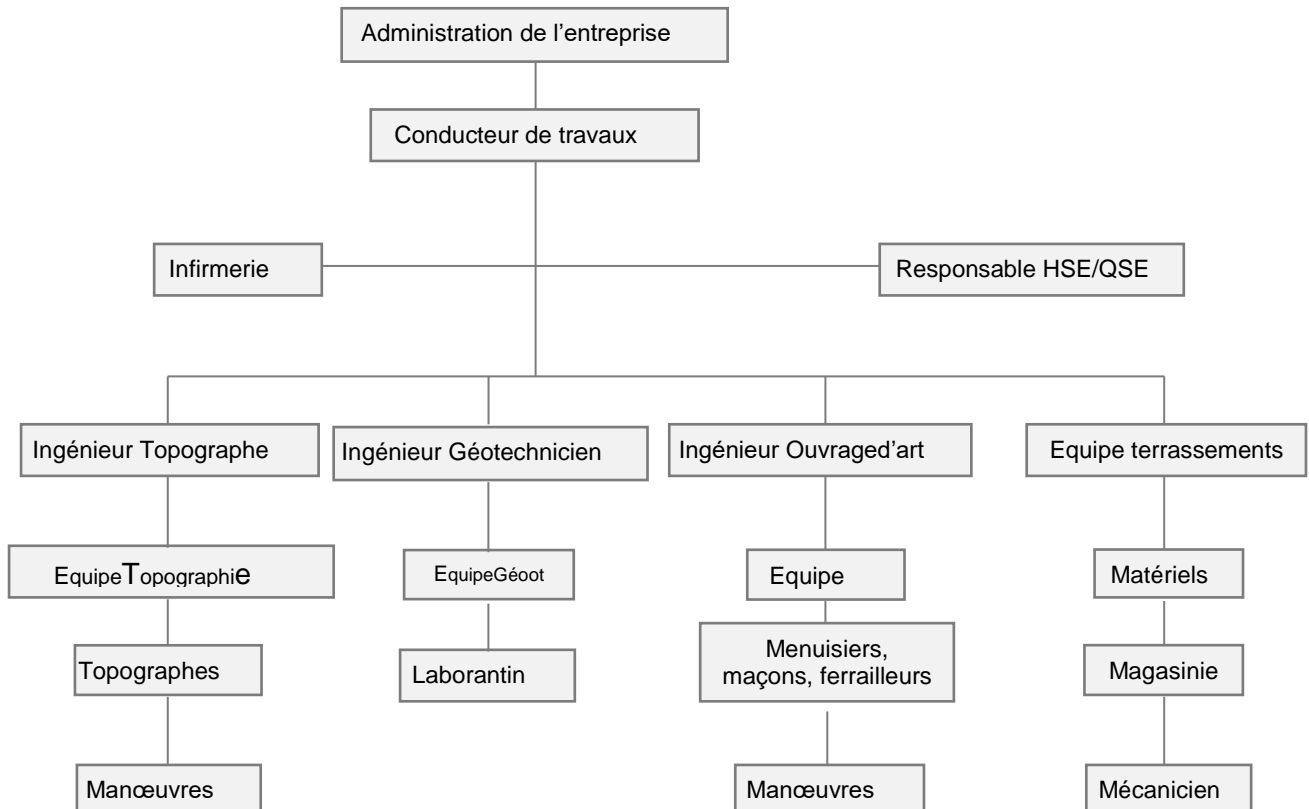 Administration de l’entreprise
Conducteur de travaux
Infirmerie
Responsable HSE/QSE
Ingénieur Topographe
Ingénieur Géotechnicien
Ingénieur Ouvraged’art
Equipe terrassements
EquipeTopographie
EquipeGéoot
Equipe
Matériels
Topographes
Laborantin
Menuisiers,
maçons, ferrailleurs
Magasinie
Manœuvres
Manœuvres
Mécanicien